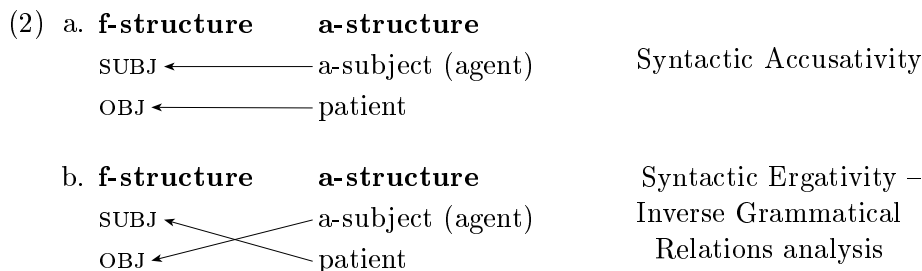 (2) a. f-structure a-structure
SUBJ a-subject (agent) Syntactic Accusativity
OBJ patient
b. f-structure a-structure Syntactic Ergativity –
SUBJ a-subject (agent) Inverse Grammatical
OBJ patient Relations analysis